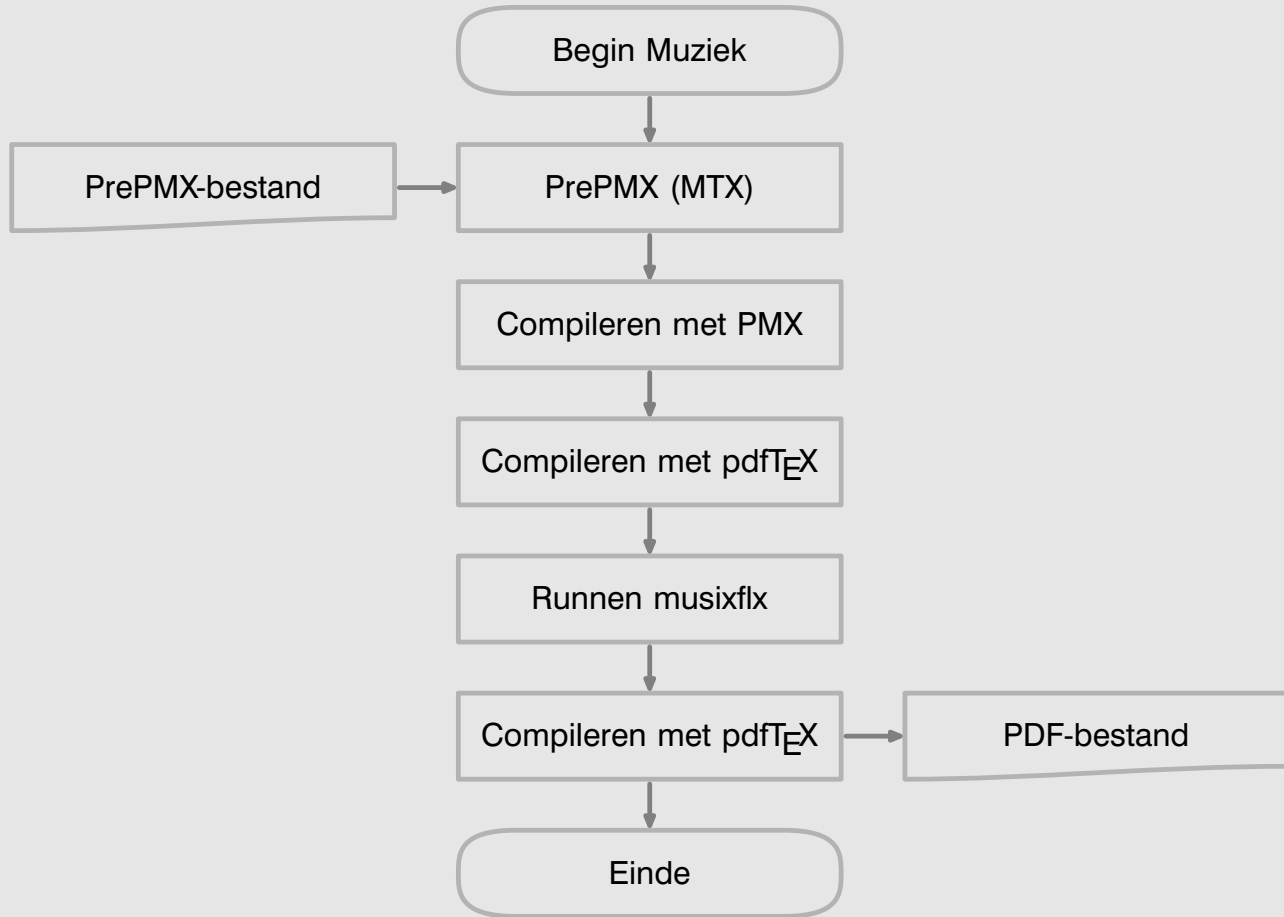 Begin Muziek
PrePMX-bestand
PrePMX (MTX)
Compileren met PMX
Compileren met pdfTEX
Runnen musixflx
Compileren met pdfTEX
PDF-bestand
Einde